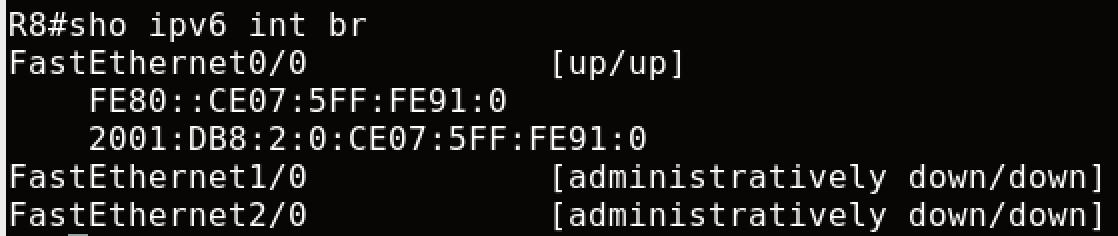 R8#sho ipv6 int br
FastEthernet0/0 [up/up]
FE80::CE07:5FF:FE91:0
2001:DB8:2:0:CE07:5FF:FE91:0
FastEthernet1/0 [administratively down/down]
FastEthernet2/0 [administratively down/down]